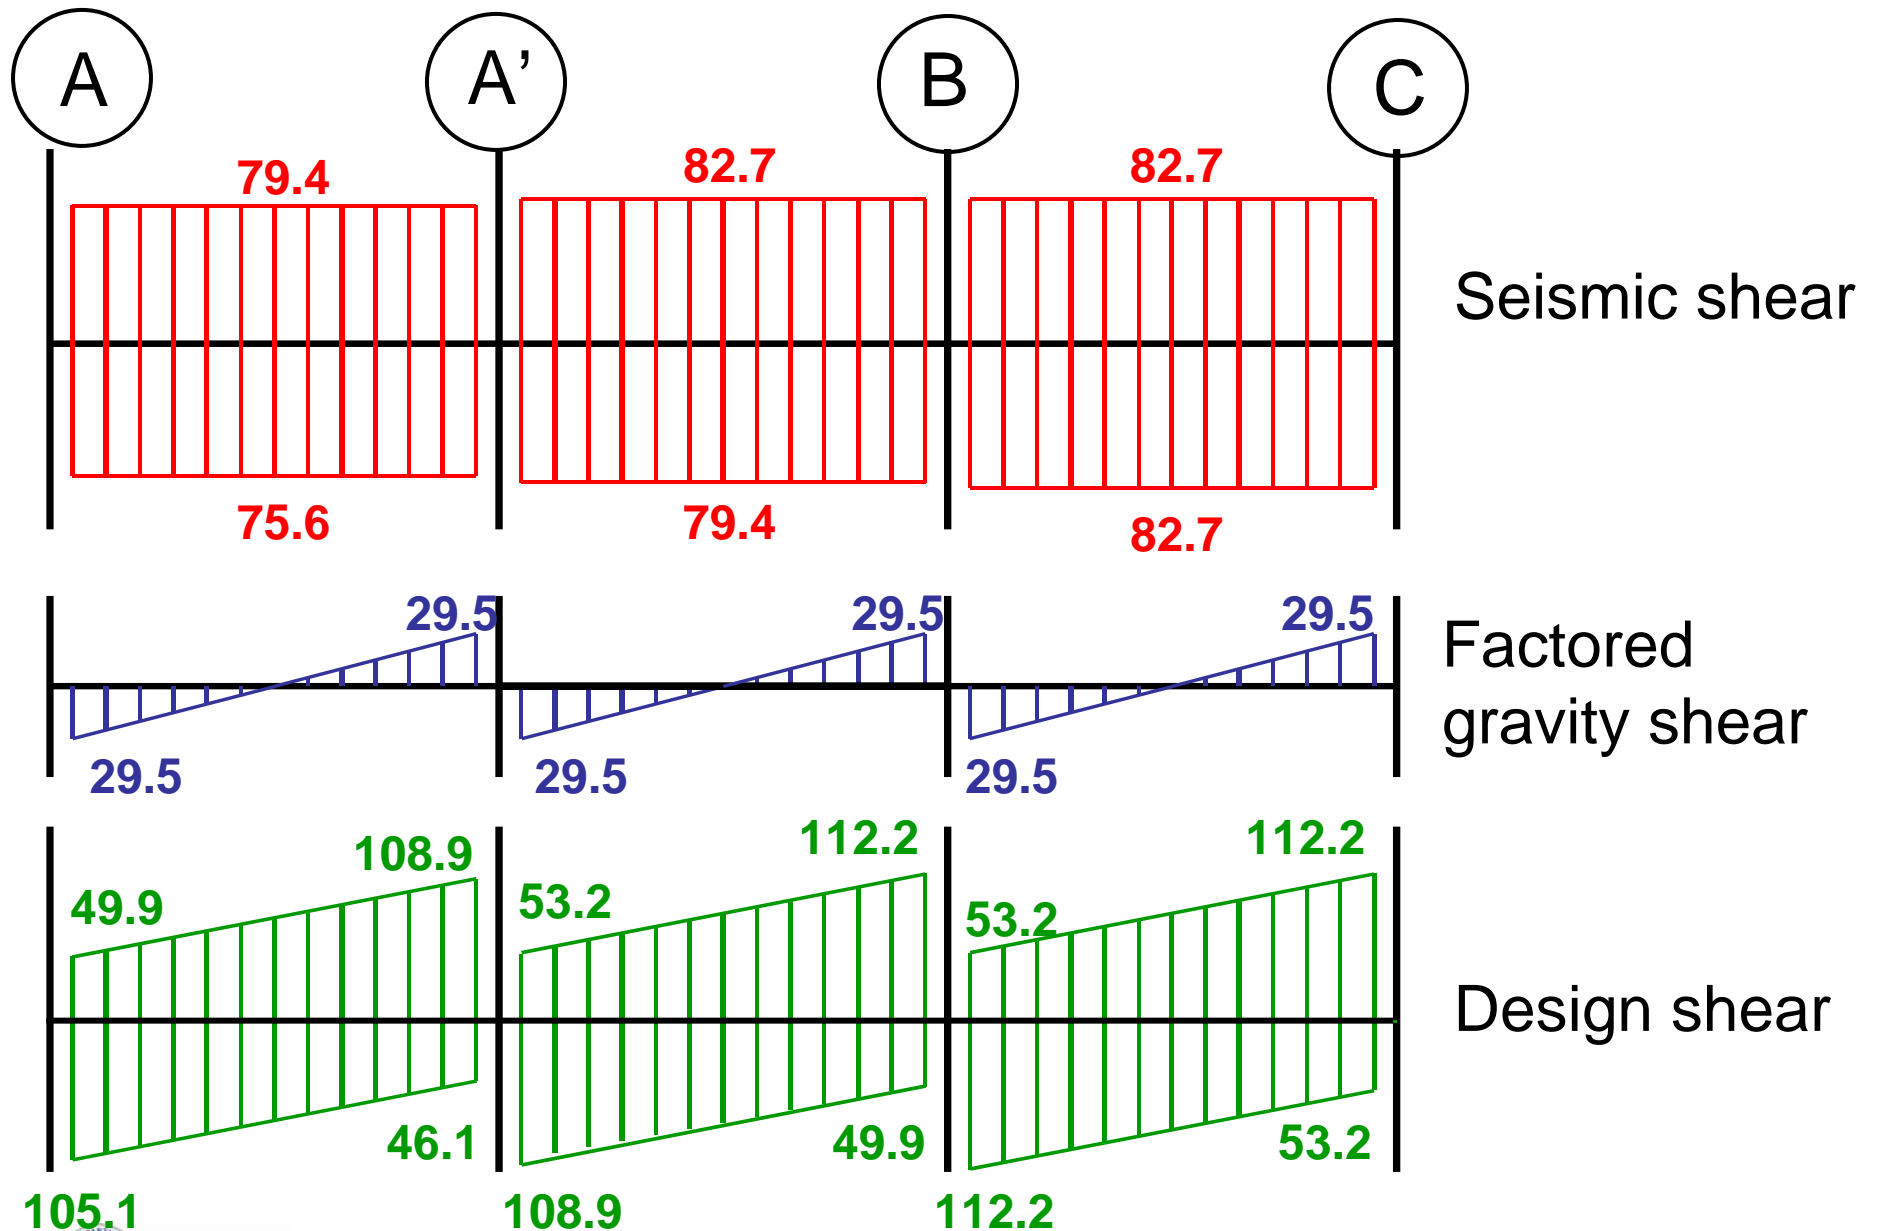 A A’ B C
79.4 82.7 82.7
Seismic shear
75.6 79.4 82.7
29.5 29.5 29.5
Factored
gravity shear
29.5 29.5 29.5
108.9 112.2 112.2
49.9 53.2 53.2
Design shear
46.1 49.9 53.2
105.1 108.9 112.2